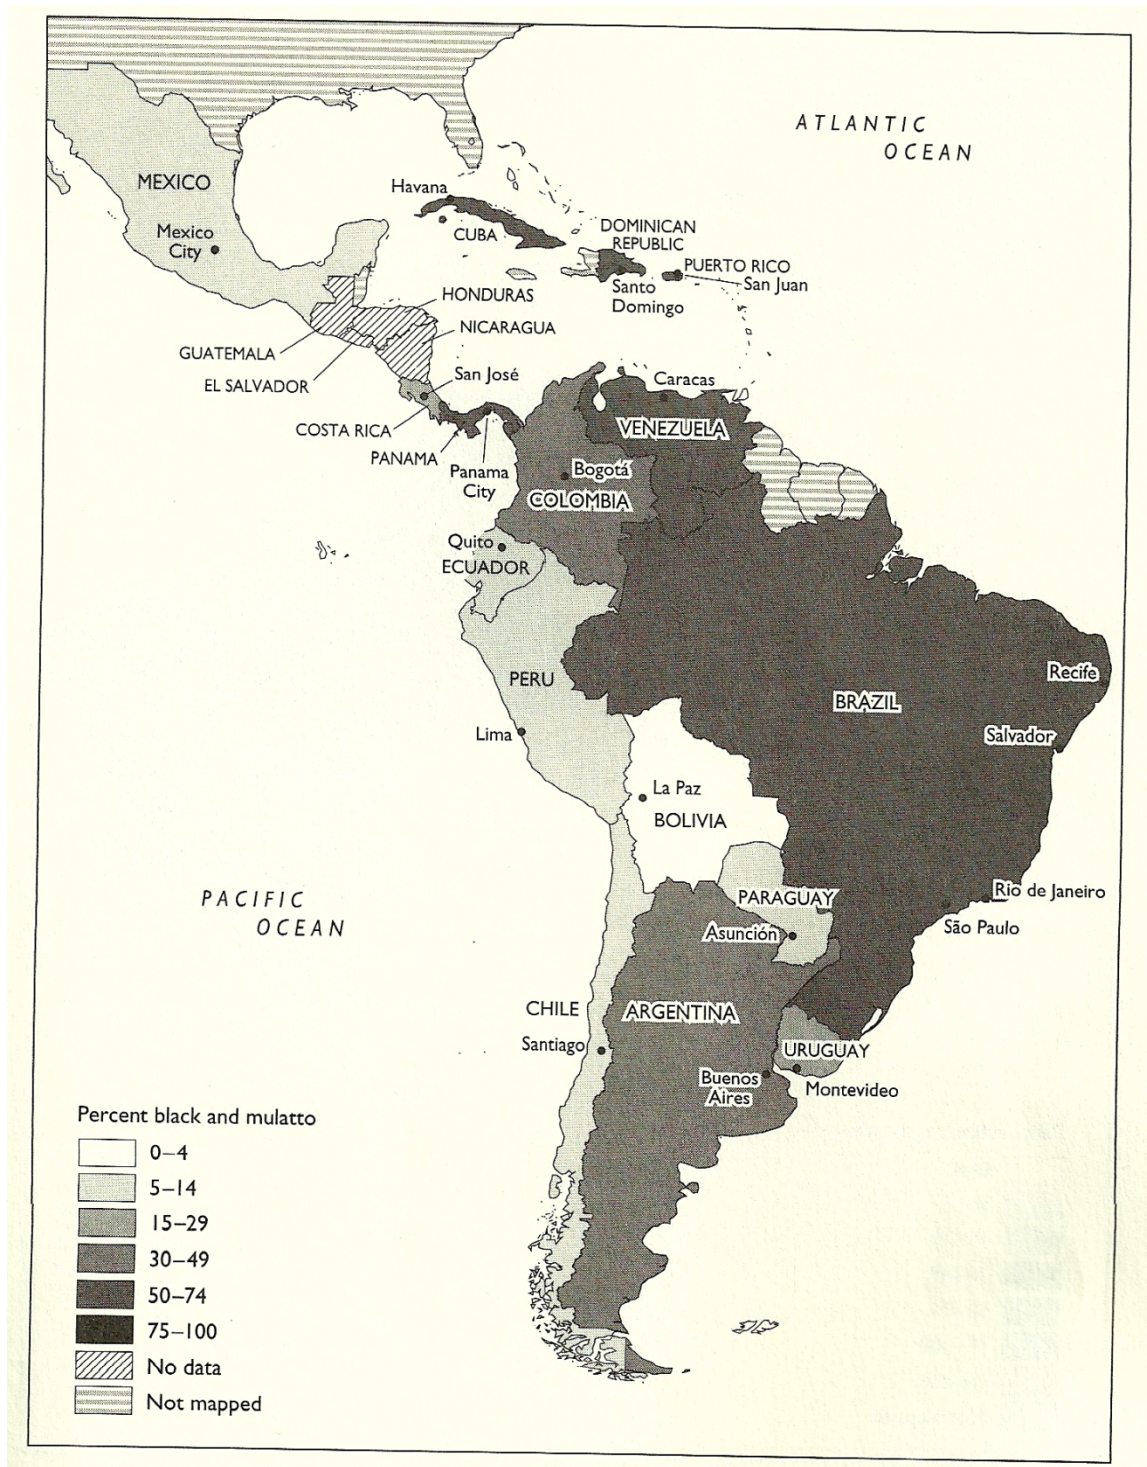 ATLANTIC
OCEAN
MEXICO
Mexico
City
Havana
CUBA
DOMINICAN
REPUBLIC
PUERTO RICO
San Juan
Santo
Domingo
HONDURAS
NICARAGUA
GUATEMALA
EL SALVADOR
San José
COSTA RICA
PANAMA
Panama
City
Caracas
VENEZUELA
Bogotá
COLOMBIA
Quito
ECUADOR
PERU
Lima
BRAZIL
Recife
Salvador
La Paz
BOLIVIA
PARAGUAY
Asunción
Rio de Janeiro
São Paulo
PACIFIC
OCEAN
CHILE
Santiago
ARGENTINA
URUGUAY
Buenos
Aires
Montevideo
Percent black and mulatto
0–4
5–14
15–29
30–49
50–74
75–100
No data
Not mapped